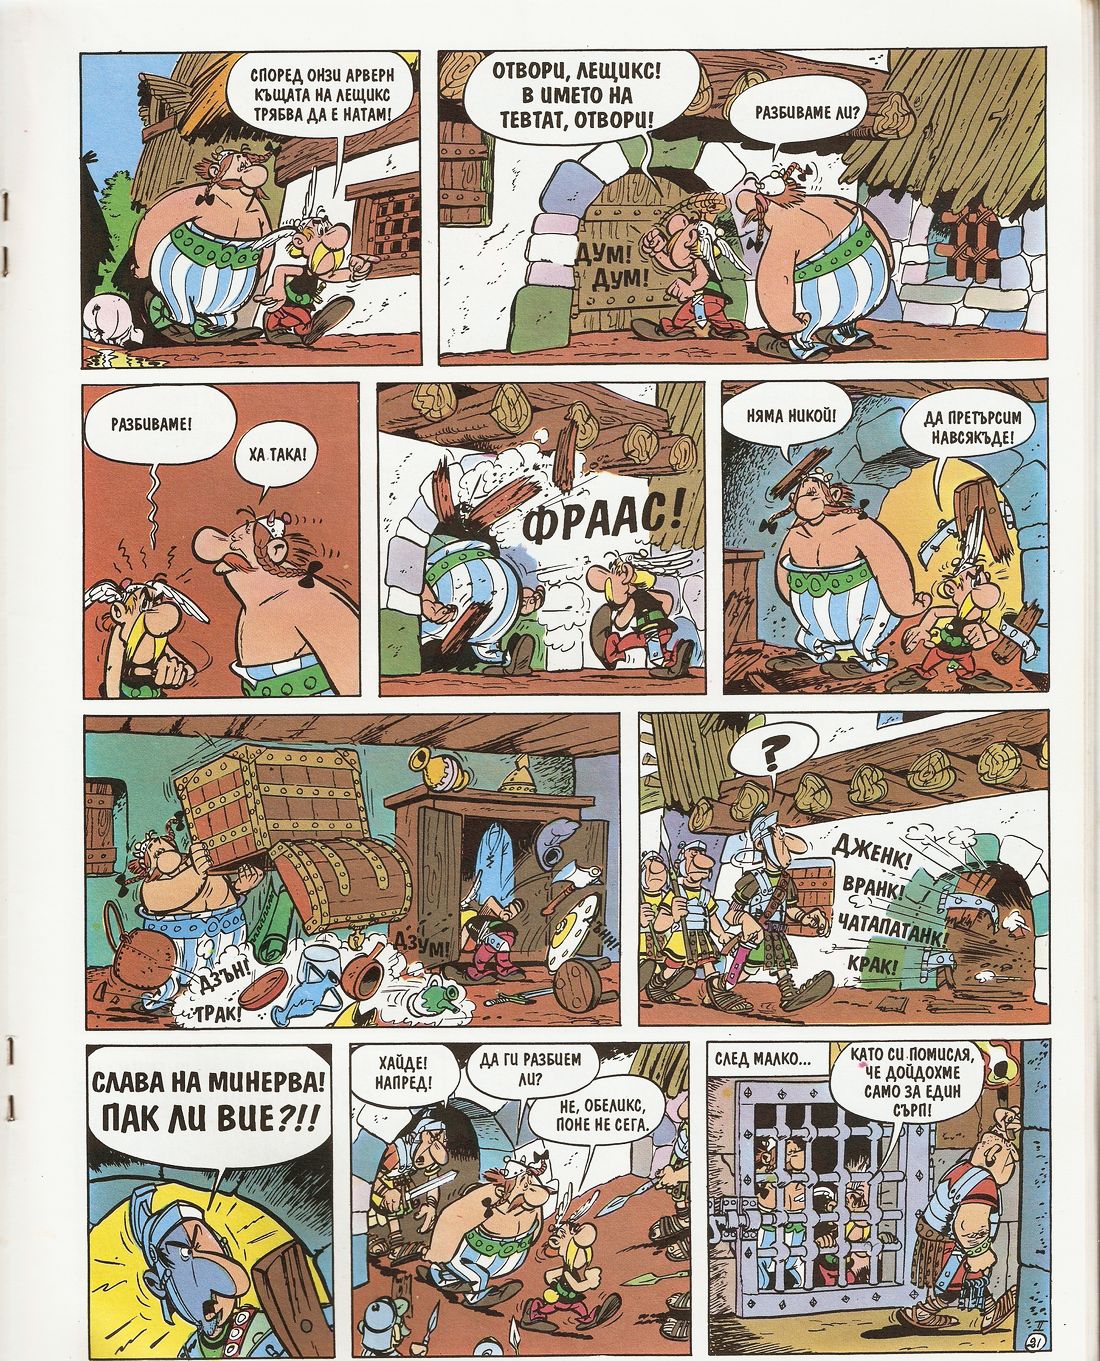 СПОРЕД ОНЗИ АРВЕРН
КЪЩАТА НА ЛЕЩИКС
ТРЯБВА ДА Е НАТАМ!
ОТВОРИ, ЛЕЩИКС!
В ИМЕТО НА
ТЕВТАТ, ОТВОРИ!
РАЗБИВАМЕ ЛИ?
ДУМ!
ДУМ!
РАЗБИВАМЕ!
ХА ТАКА!
ФРААС!
НЯМА НИКОЙ!
ДА ПРЕТЪРСИМ
НАВСЯКЪДЕ!
ДЗЪН!
ТРАК!
ДЗУМ!
?
ДЖЕНК!
ВРАНК!
ЧАТАПАТАНК!
КРАК!
СЛАВА НА МИНЕРВА!
ПАК ЛИ ВИЕ?!!
ХАЙДЕ!
НАПРЕД!
ДА ГИ РАЗБИЕМ
ЛИ?
НЕ, ОБЕЛИКС,
ПОНЕ НЕ СЕГА.
СЛЕД МАЛКО...
КАТО СИ ПОМИСЛЯ,
ЧЕ ДОЙДОХМЕ
САМО ЗА ЕДИН
СЪРП!